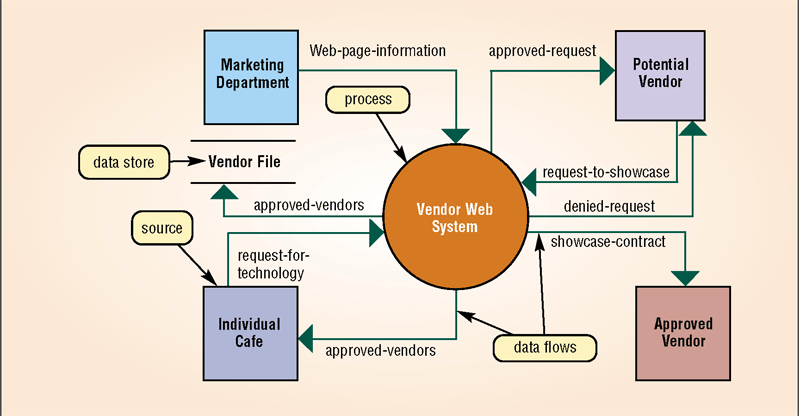 Marketing
Department
Web-page-information
approved-request
Potential
Vendor
process
data store
Vendor File
request-to-showcase
approved-vendors
Vendor Web
System
denied-request
source
request-for-
technology
showcase-contract
Individual
Cafe
approved-vendors
data flows
Approved
Vendor